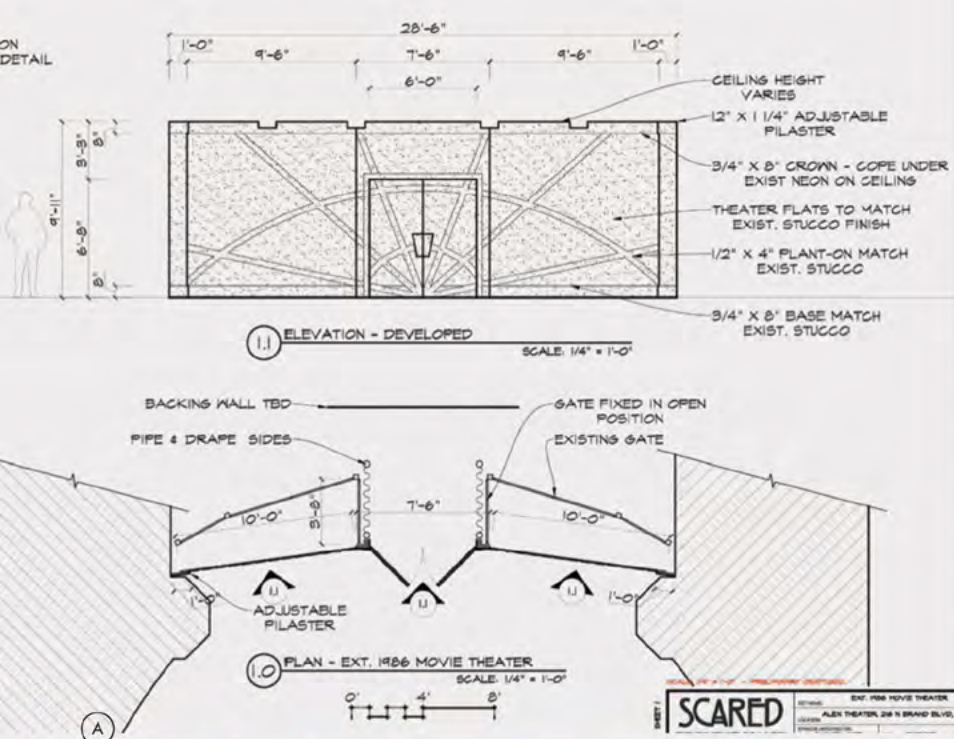 ON
DETAIL
28'-6"
1'-0"
9'-6"
7'-6"
9'-6"
1'-0"
6'-0"
9'-11"
3'-3"
6'-8"
8"
8"
CEILING HEIGHT
VARIES
12" X 1 1/4" ADJUSTABLE
PILASTER
3/4" X 8" CROWN - COPE UNDER
EXIST NEON ON CEILING
THEATER FLATS TO MATCH
EXIST. STUCCO FINISH
1/2" X 4" PLANT-ON MATCH
EXIST. STUCCO
3/4" X 8" BASE MATCH
EXIST. STUCCO
1.1 ELEVATION - DEVELOPED
SCALE: 1/4" = 1'-0"
BACKING WALL TBD
GATE FIXED IN OPEN
POSITION
PIPE & DRAPE SIDES
EXISTING GATE
10'-0"
7'-6"
10'-0"
1.1
1.1
1.1
1'-0"
1'-0"
ADJUSTABLE
PILASTER
1.0 PLAN - EXT. 1986 MOVIE THEATER
SCALE: 1/4" = 1'-0"
0' 4' 8'
A
SHEET
SCARED
EXT. 1986 MOVIE THEATER
ALEX THEATER, 216 N BRAND BLVD,